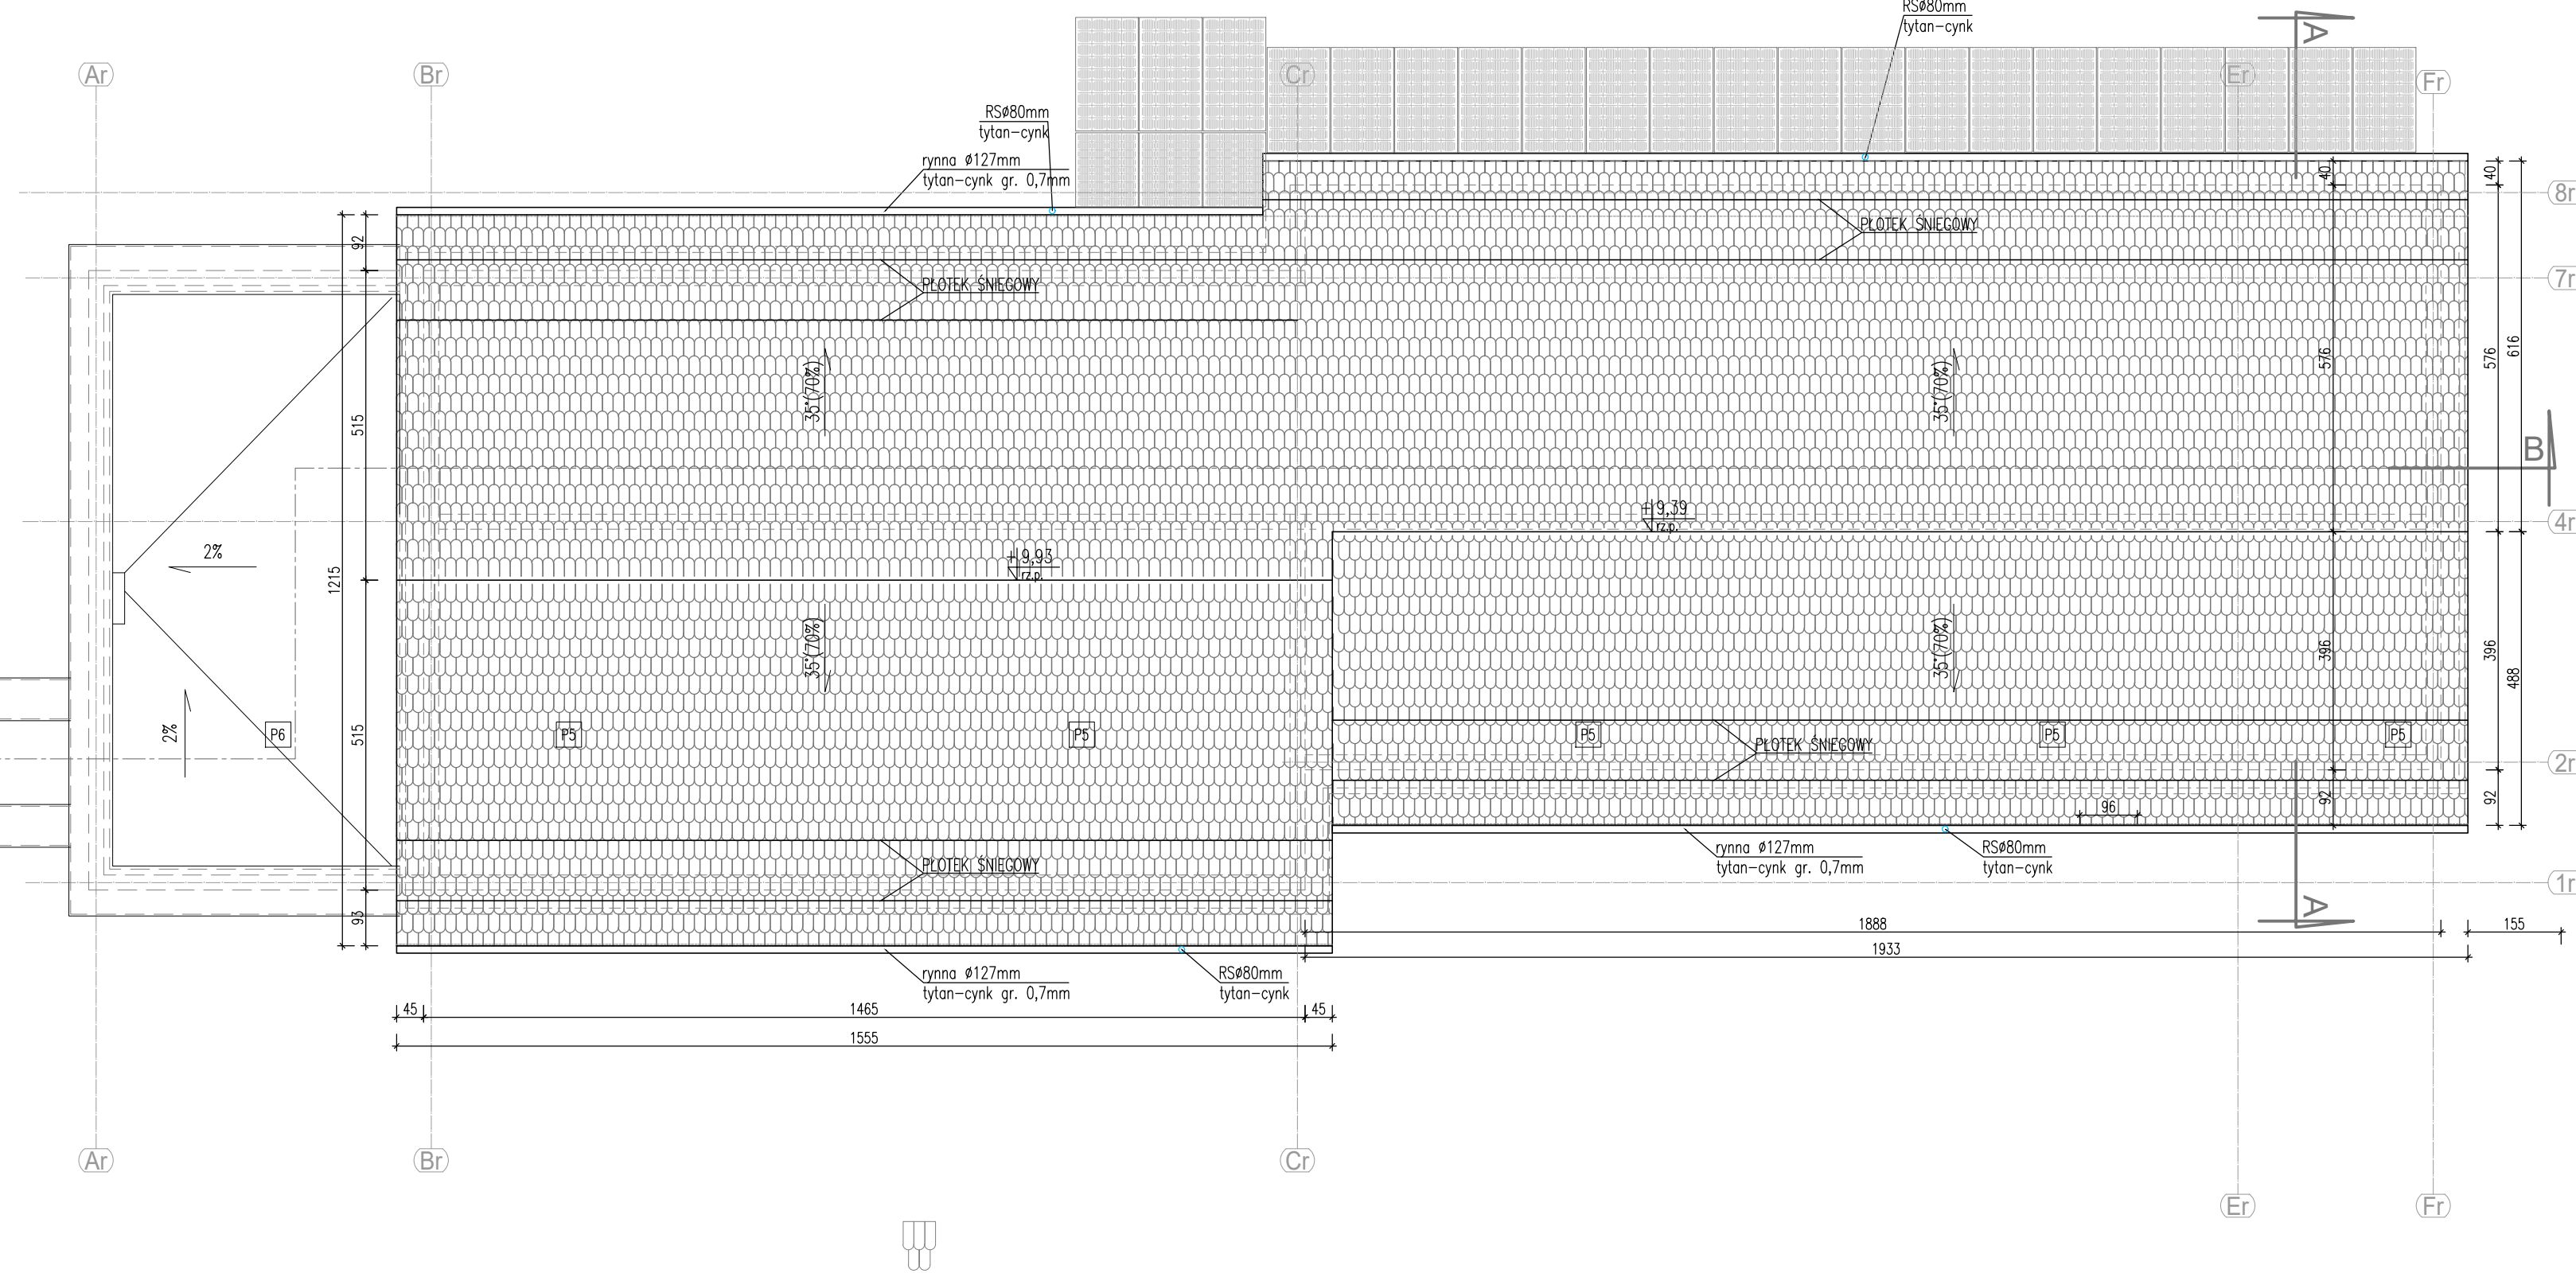 RSø80mm
tytan-cynk
A
Ar
Br
Cr
Er
Fr
RSø80mm
tytan-cynk
rynna ø127mm
tytan-cynk gr. 0,7mm
40
40
8r
92
PŁOTEK ŚNIEGOWY
7r
PŁOTEK ŚNIEGOWY
35°(70%)
35°(70%)
576
576
616
515
B
+9,39
rz.p.
4r
2%
+9,93
rz.p.
1215
35°(70%)
35°(70%)
396
396
488
2%
P6
515
P5
P5
P5
P5
P5
PŁOTEK ŚNIEGOWY
2r
92
92
96
rynna ø127mm
tytan-cynk gr. 0,7mm
RSø80mm
tytan-cynk
PŁOTEK ŚNIEGOWY
1r
93
A
1888
155
1933
rynna ø127mm
tytan-cynk gr. 0,7mm
RSø80mm
tytan-cynk
45
1465
45
1555
Ar
Br
Cr
Er
Fr